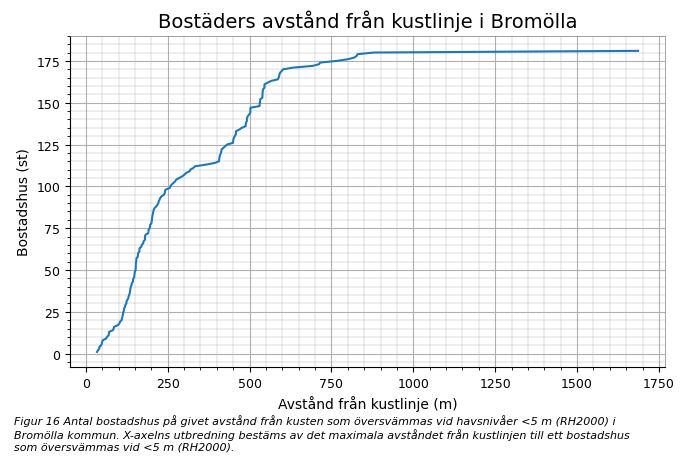 Bostäders avstånd från kustlinje i Bromölla
Bostadshus (st)
175
150
125
100
75
50
25
0
0 250 500 750 1000 1250 1500 1750
Avstånd från kustlinje (m)
Figur 16 Antal bostadshus på givet avstånd från kusten som översvämmas vid havsnivåer <5 m (RH2000) i
Bromölla kommun. X-axelns utbredning bestäms av det maximala avståndet från kustlinjen till ett bostadshus
som översvämmas vid <5 m (RH2000).